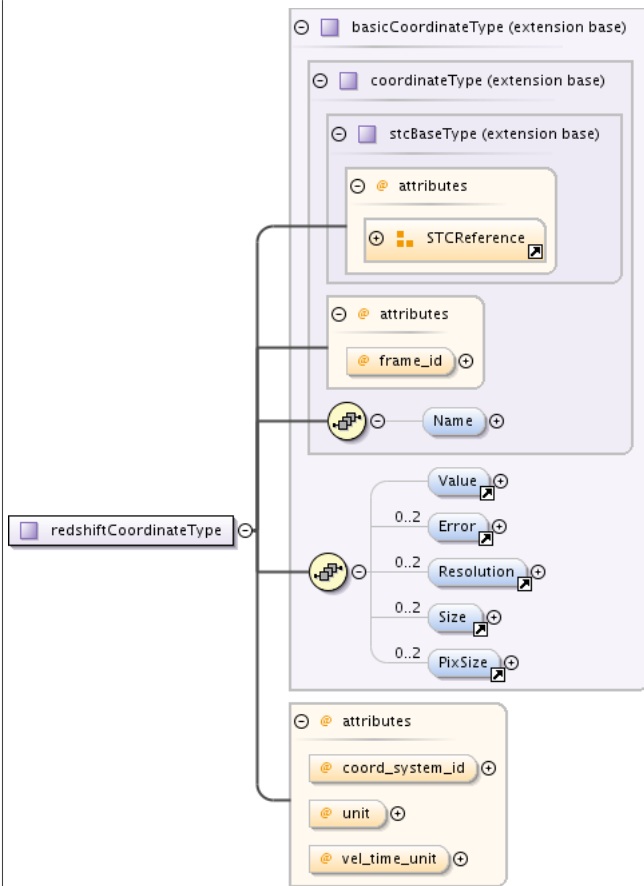 basicCoordinateType (extension base)
coordinateType (extension base)
stcBaseType (extension base)
@ attributes
STCReference
@ attributes
@ frame_id
Name
Value
0..2 Error
redshiftCoordinateType
0..2 Resolution
0..2 Size
0..2 PixSize
@ attributes
@ coord_system_id
@ unit
@ vel_time_unit